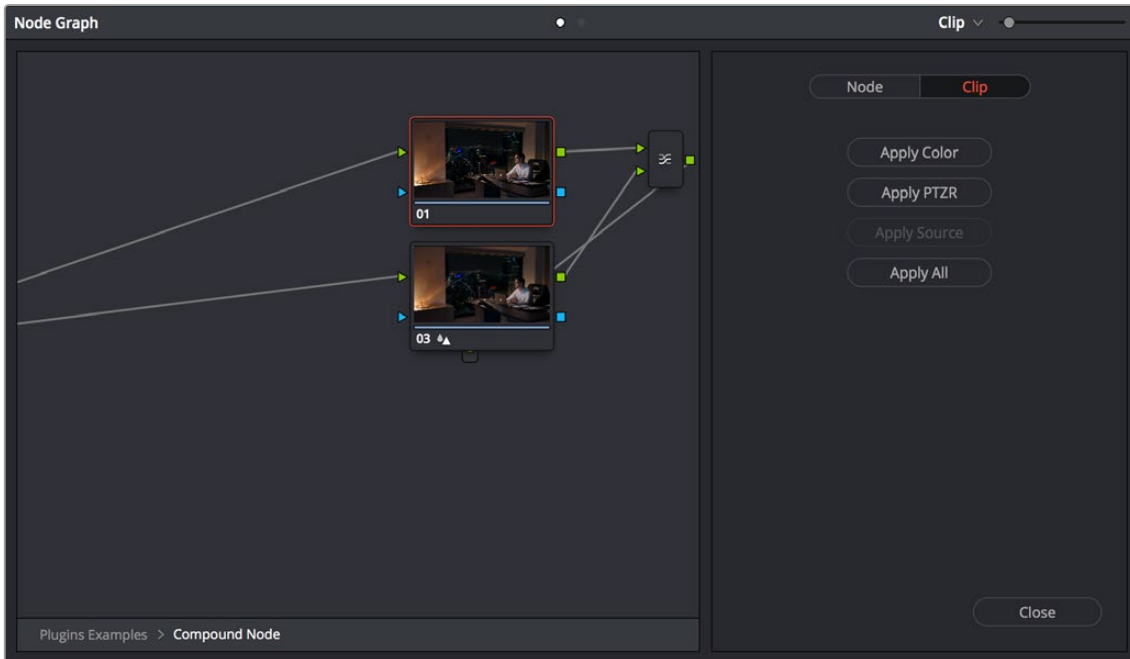 Node Graph
Clip
Node
Clip
Apply Color
Apply PTZR
Apply Source
Apply All
01
03
Close
Plugins Examples > Compound Node